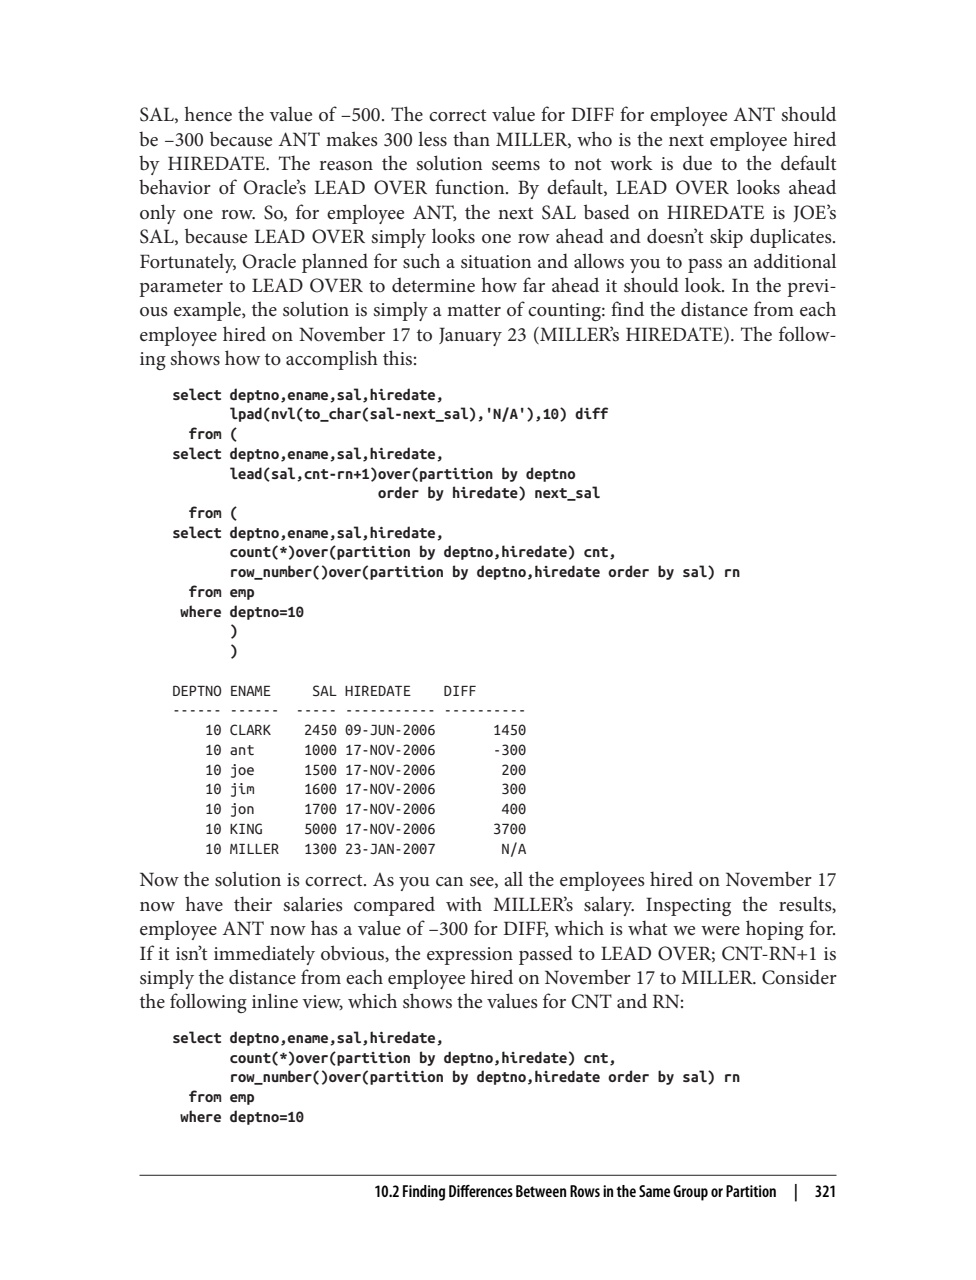 SAL, hence the value of –500. The correct value for DIFF for employee ANT should
be –300 because ANT makes 300 less than MILLER, who is the next employee hired
by HIREDATE. The reason the solution seems to not work is due to the default
behavior of Oracle’s LEAD OVER function. By default, LEAD OVER looks ahead
only one row. So, for employee ANT, the next SAL based on HIREDATE is JOE’s
SAL, because LEAD OVER simply looks one row ahead and doesn’t skip duplicates.
Fortunately, Oracle planned for such a situation and allows you to pass an additional
parameter to LEAD OVER to determine how far ahead it should look. In the previ-
ous example, the solution is simply a matter of counting: find the distance from each
employee hired on November 17 to January 23 (MILLER’s HIREDATE). The follow-
ing shows how to accomplish this:
select deptno,ename,sal,hiredate,
       lpad(nvl(to_char(sal-next_sal),'N/A'),10) diff
  from (
select deptno,ename,sal,hiredate,
       lead(sal,cnt-rn+1)over(partition by deptno
                         order by hiredate) next_sal
  from (
select deptno,ename,sal,hiredate,
       count(*)over(partition by deptno,hiredate) cnt,
       row_number()over(partition by deptno,hiredate order by sal) rn
  from emp
 where deptno=10
       )
       )
DEPTNO ENAME     SAL HIREDATE    DIFF
------ ------  ----- ----------- ----------
    10 CLARK    2450 09-JUN-2006       1450
    10 ant      1000 17-NOV-2006       -300
    10 joe      1500 17-NOV-2006        200
    10 jim      1600 17-NOV-2006        300
    10 jon      1700 17-NOV-2006        400
    10 KING     5000 17-NOV-2006       3700
    10 MILLER   1300 23-JAN-2007        N/A
Now the solution is correct. As you can see, all the employees hired on November 17
now have their salaries compared with MILLER’s salary. Inspecting the results,
employee ANT now has a value of –300 for DIFF, which is what we were hoping for.
If it isn’t immediately obvious, the expression passed to LEAD OVER; CNT-RN+1 is
simply the distance from each employee hired on November 17 to MILLER. Consider
the following inline view, which shows the values for CNT and RN:
select deptno,ename,sal,hiredate,
       count(*)over(partition by deptno,hiredate) cnt,
       row_number()over(partition by deptno,hiredate order by sal) rn
  from emp
 where deptno=10
10.2 Finding Differences Between Rows in the Same Group or Partition | 321